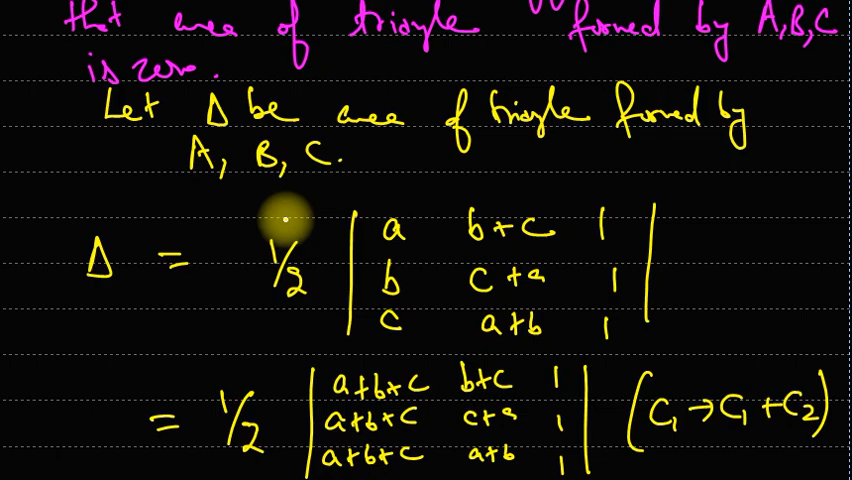 that area of triangle formed by A,B,C
is zero.
Let Δ be area of triangle formed by
A, B, C.
Δ = 1/2 | a b+c 1 |
| b c+a 1 |
| c a+b 1 |
= 1/2 | a+b+c b+c 1 | (C₁→C₁+C₂)
| a+b+c c+a 1 |
| a+b+c a+b 1 |